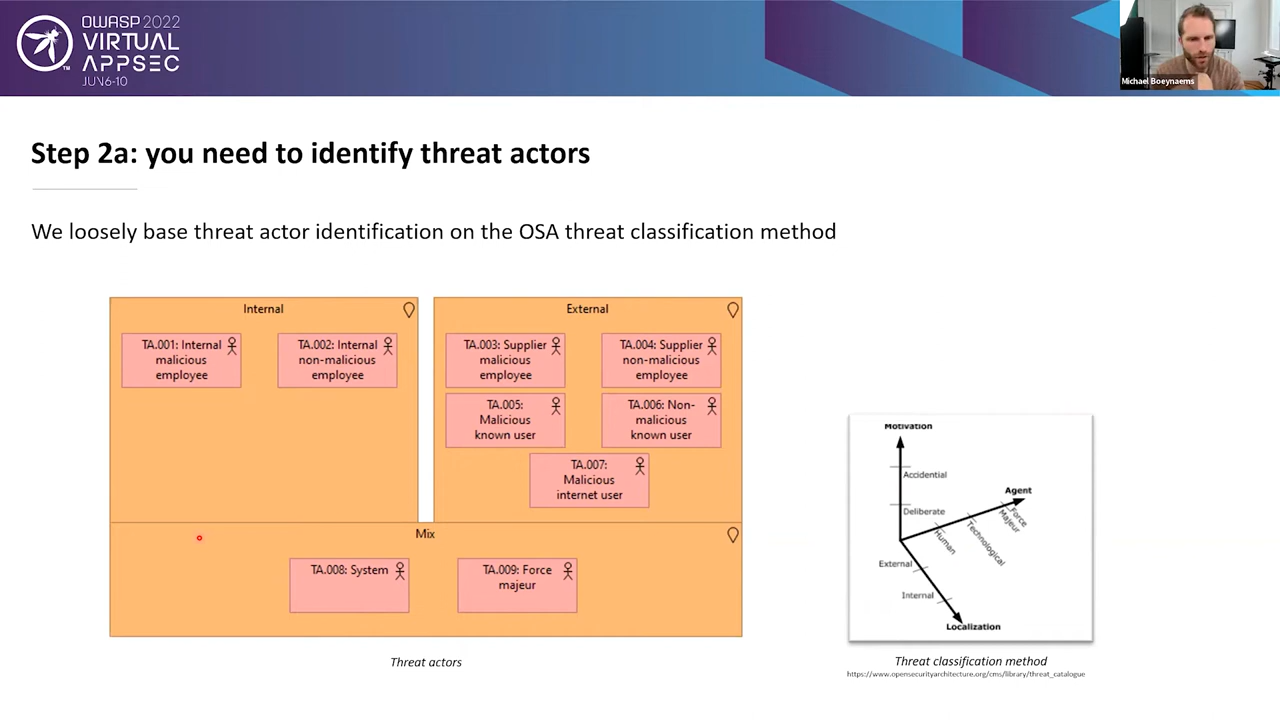 OWASP 2022
VIRTUAL
APPSEC
JUN 6-10
TM
Michael Boeynaems
Step 2a: you need to identify threat actors
We loosely base threat actor identification on the OSA threat classification method
Internal
TA.001: Internal
malicious
employee
TA.002: Internal
non-malicious
employee
External
TA.003: Supplier
malicious
employee
TA.004: Supplier
non-malicious
employee
TA.005:
Malicious
known user
TA.006: Non-
malicious
known user
TA.007:
Malicious
internet user
Mix
TA.008: System
TA.009: Force
majeur
Threat actors
Motivation
Accidential
Deliberate
Agent
Force
Majeur
Technological
Human
External
Internal
Localization
Threat classification method
https://www.opensecurityarchitecture.org/cms/library/threat_catalogue